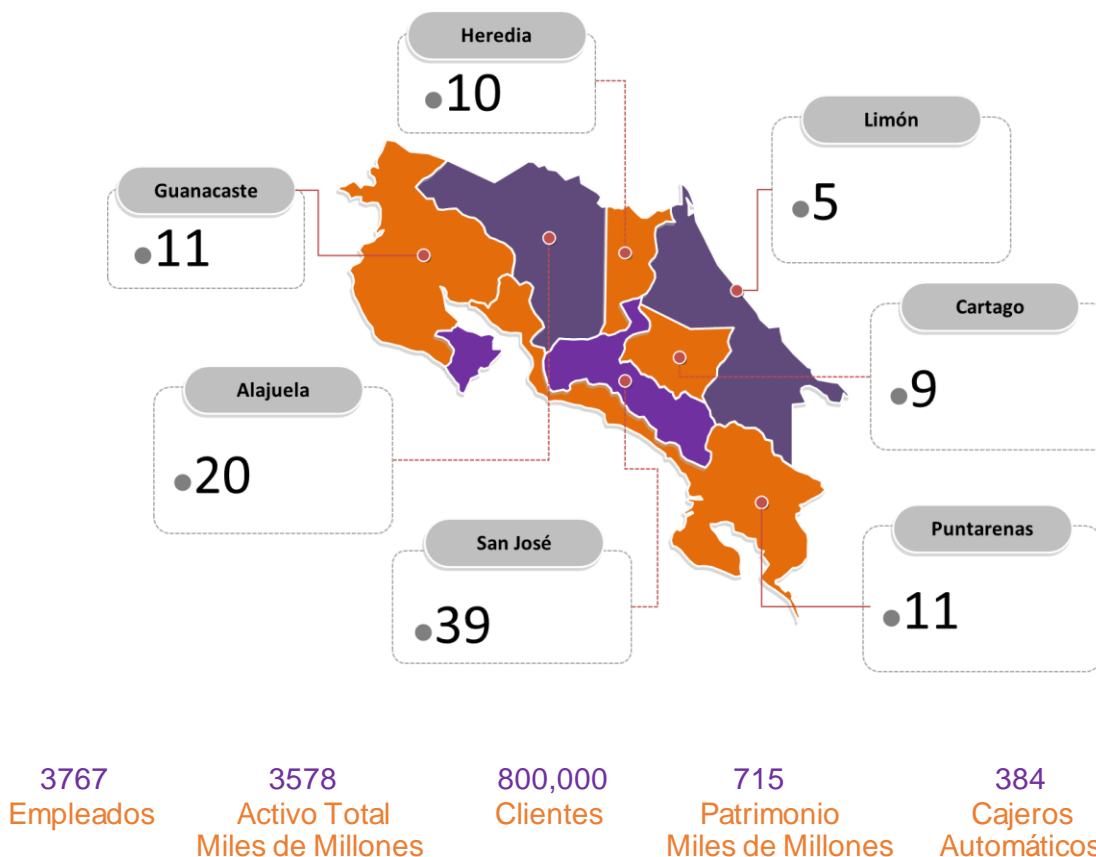 Heredia
10
Limón
5
Guanacaste
11
Cartago
9
Alajuela
20
San José
39
Puntarenas
11
3767
Empleados
3578
Activo Total
Miles de Millones
800,000
Clientes
715
Patrimonio
Miles de Millones
384
Cajeros
Automáticos